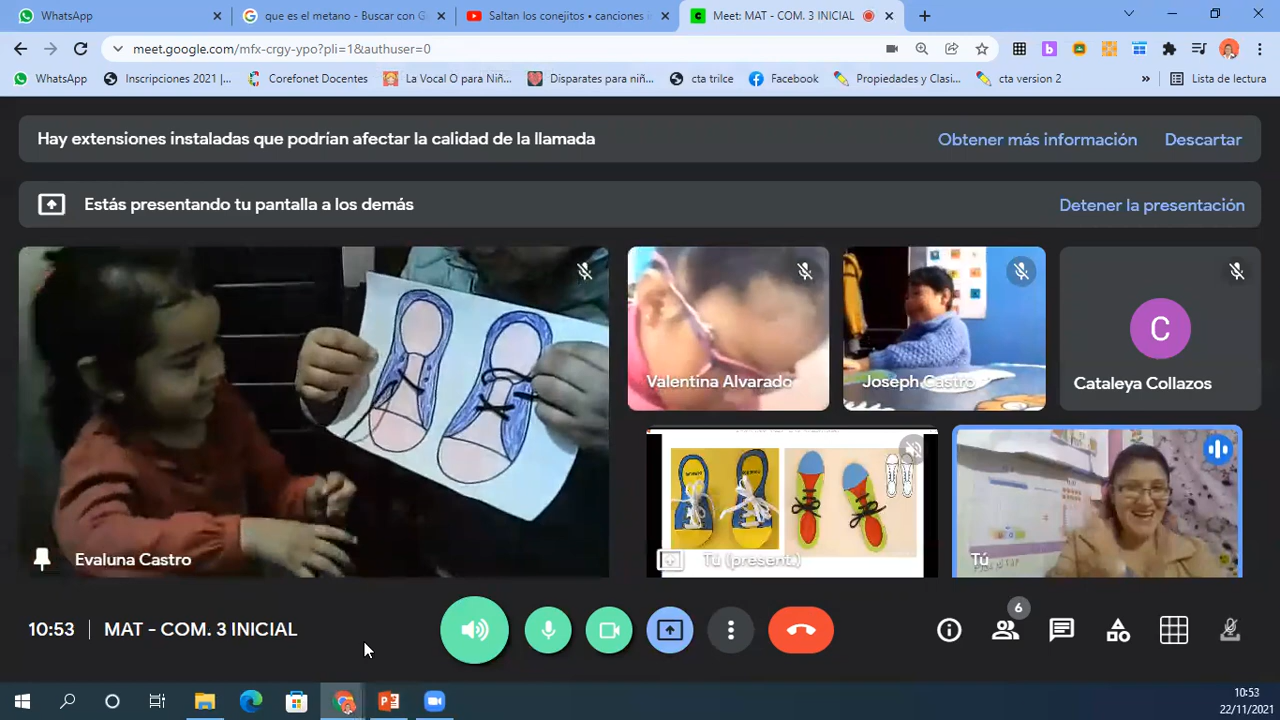 WhatsApp
que es el metano - Buscar con G
Saltan los conejitos • canciones i
Meet: MAT - COM. 3 INICIAL
meet.google.com/mfx-crgy-ypo?pli=1&authuser=0
WhatsApp
Inscripciones 2021 |...
Corefonet Docentes
La Vocal O para Niñ...
Disparates para niñ...
cta trilce
Facebook
Propiedades y Clasi...
cta version 2
»
Lista de lectura
Hay extensiones instaladas que podrían afectar la calidad de la llamada
Obtener más información
Descartar
Estás presentando tu pantalla a los demás
Detener la presentación
Valentina Alvarado
Joseph Castro
C
Cataleya Collazos
Evaluna Castro
Tú (present.)
Tú
10:53
MAT - COM. 3 INICIAL
6
10:53
22/11/2021